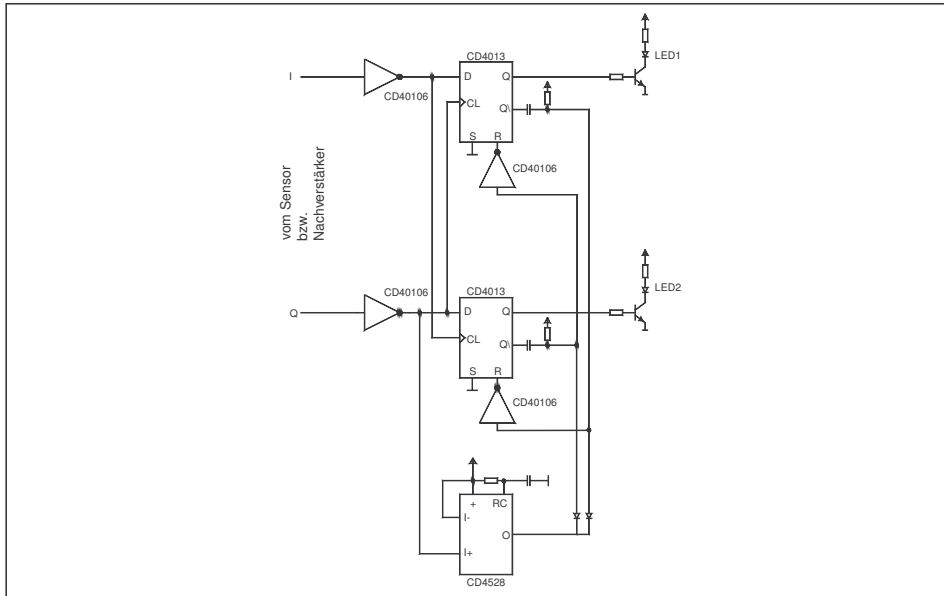 CD4013
LED1
I
D
Q
CD40106
CL
Q\
S
R
CD40106
vom Sensor
bzw.
Nachverstärker
CD40106
CD4013
LED2
Q
D
Q
CL
Q\
S
R
CD40106
+
RC
I-
O
I+
CD4528